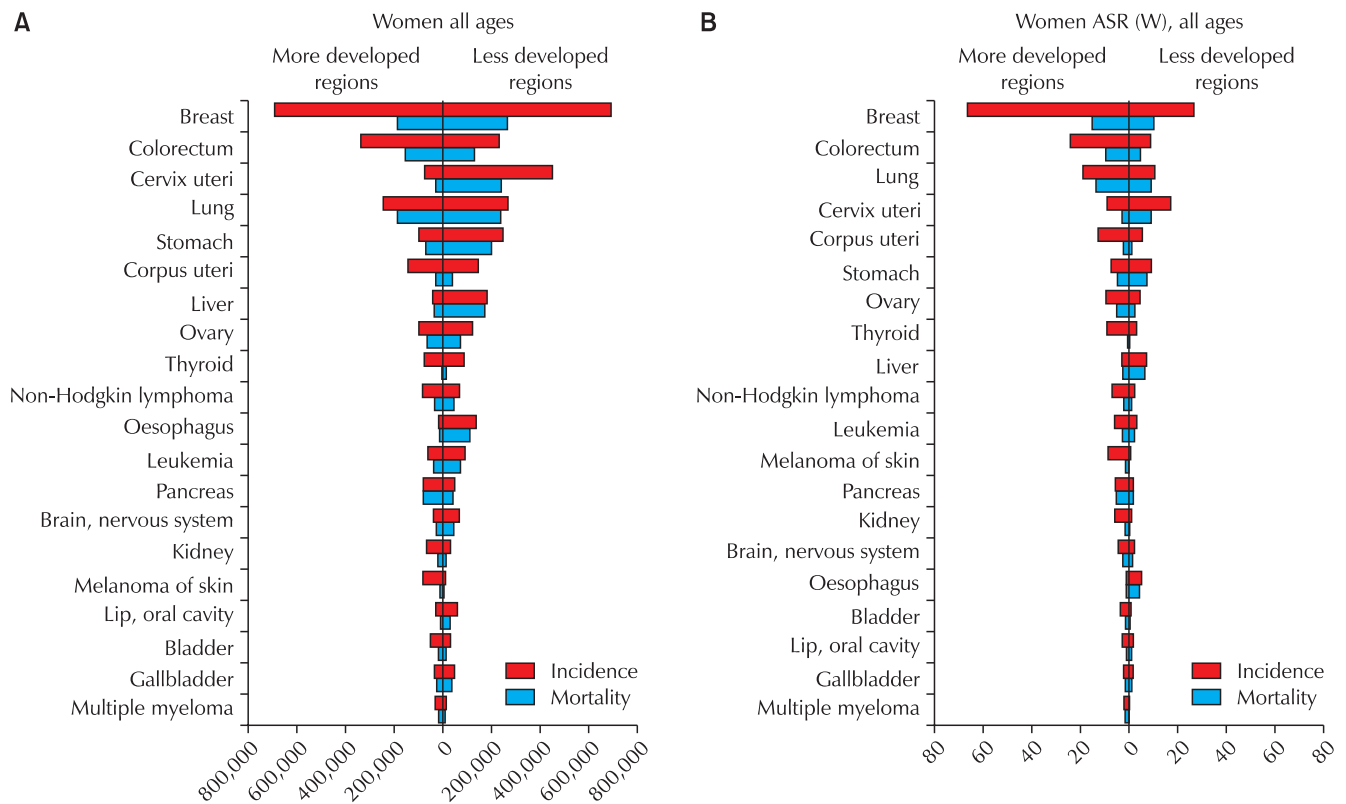 A
Women all ages
More developed
regions
Less developed
regions
Breast
Colorectum
Cervix uteri
Lung
Stomach
Corpus uteri
Liver
Ovary
Thyroid
Non-Hodgkin lymphoma
Oesophagus
Leukemia
Pancreas
Brain, nervous system
Kidney
Melanoma of skin
Lip, oral cavity
Bladder
Gallbladder
Multiple myeloma
Incidence
Mortality
800,000
600,000
400,000
200,000
0
200,000
400,000
600,000
800,000
B
Women ASR (W), all ages
More developed
regions
Less developed
regions
Breast
Colorectum
Lung
Cervix uteri
Corpus uteri
Stomach
Ovary
Thyroid
Liver
Non-Hodgkin lymphoma
Leukemia
Melanoma of skin
Pancreas
Kidney
Brain, nervous system
Oesophagus
Bladder
Lip, oral cavity
Gallbladder
Multiple myeloma
Incidence
Mortality
80
60
40
20
0
20
40
60
80